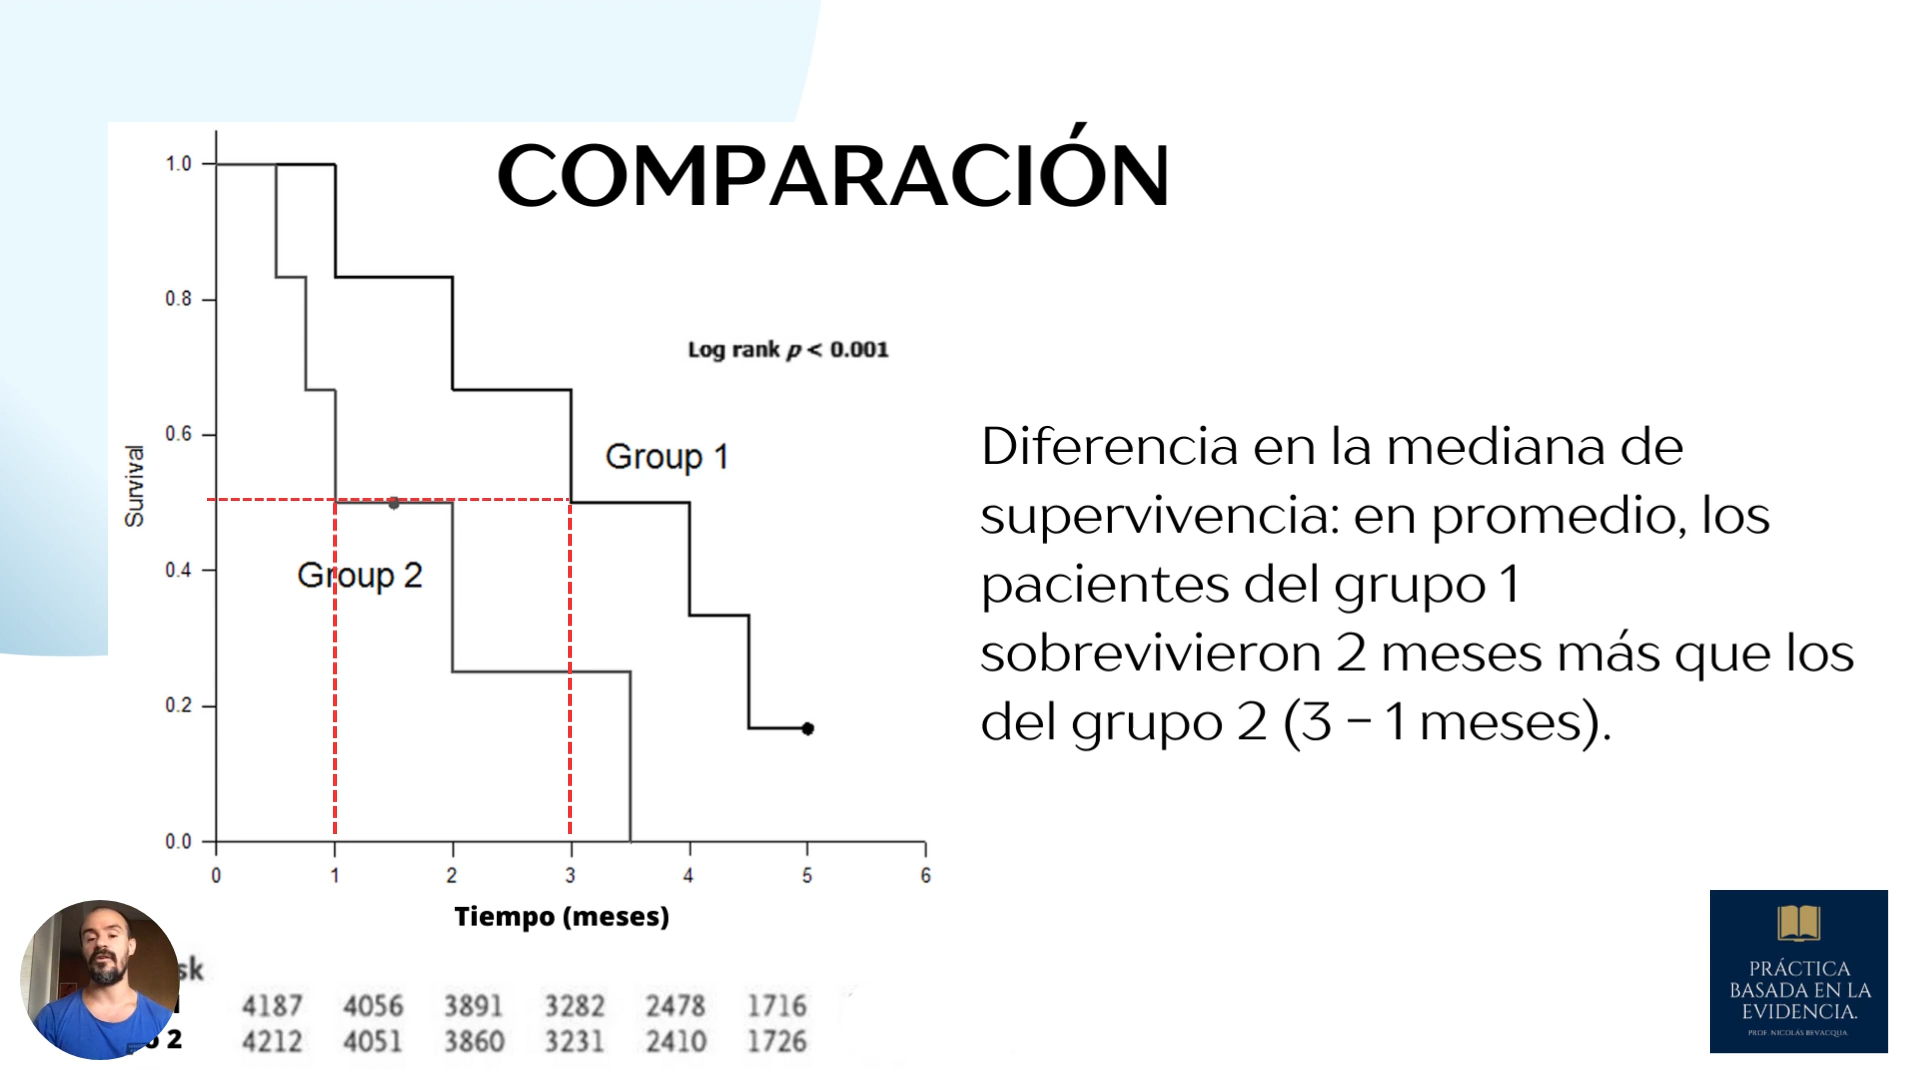 COMPARACIÓN
1.0
0.8
0.6
0.4
0.2
0.0
Survival
Log rank p < 0.001
Group 1
Group 2
0 1 2 3 4 5 6
Tiempo (meses)
Diferencia en la mediana de
supervivencia: en promedio, los
pacientes del grupo 1
sobrevivieron 2 meses más que los
del grupo 2 (3 – 1 meses).
sk
4187 4056 3891 3282 2478 1716
2 4212 4051 3860 3231 2410 1726
PRÁCTICA
BASADA EN LA
EVIDENCIA.
PROF. NICOLÁS BEVACQUA